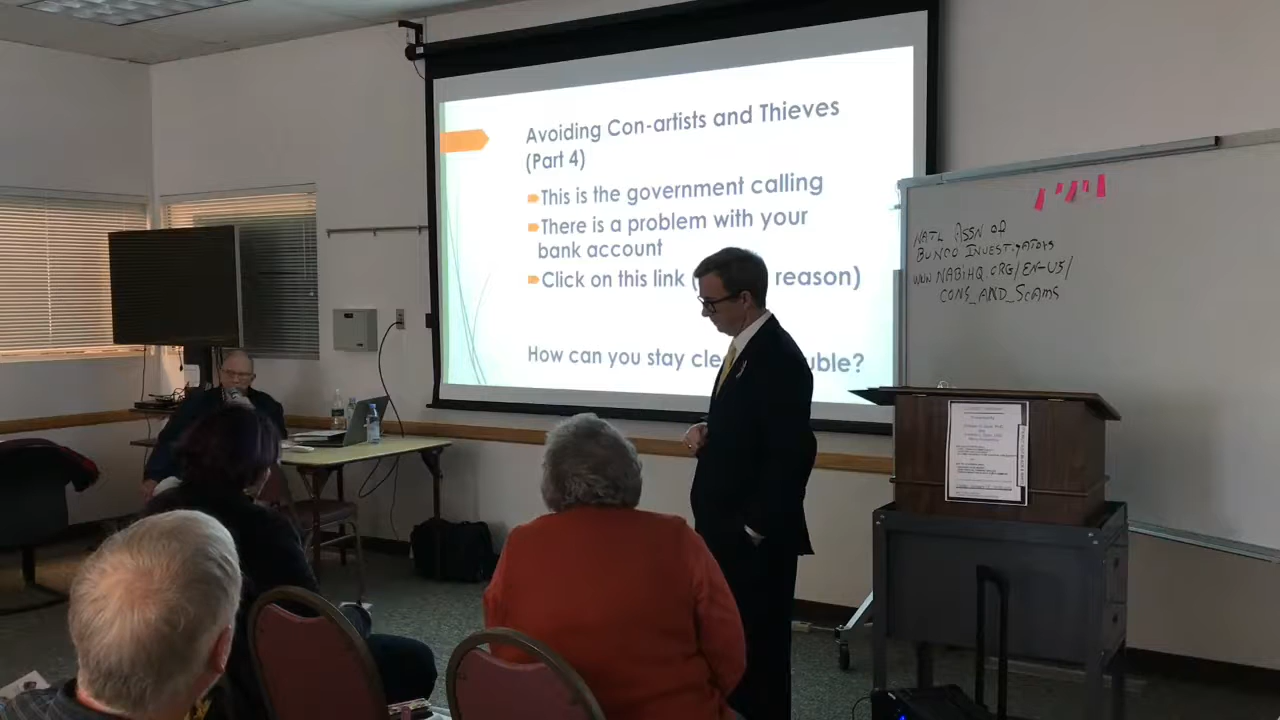 Avoiding Con-artists and Thieves
(Part 4)
This is the government calling
There is a problem with your
bank account
Click on this link ( reason)
How can you stay cle uble?
NAT'L ASSN OF
BUNCO INVESTIGATORS
WWW.NABIHQ.ORG/EN-US/
CONS_AND_SCAMS